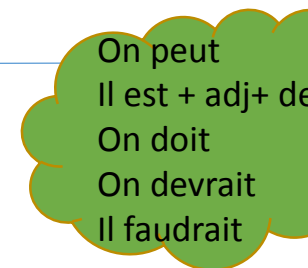 On peut
Il est + adj+ de
On doit
On devrait
Il faudrait